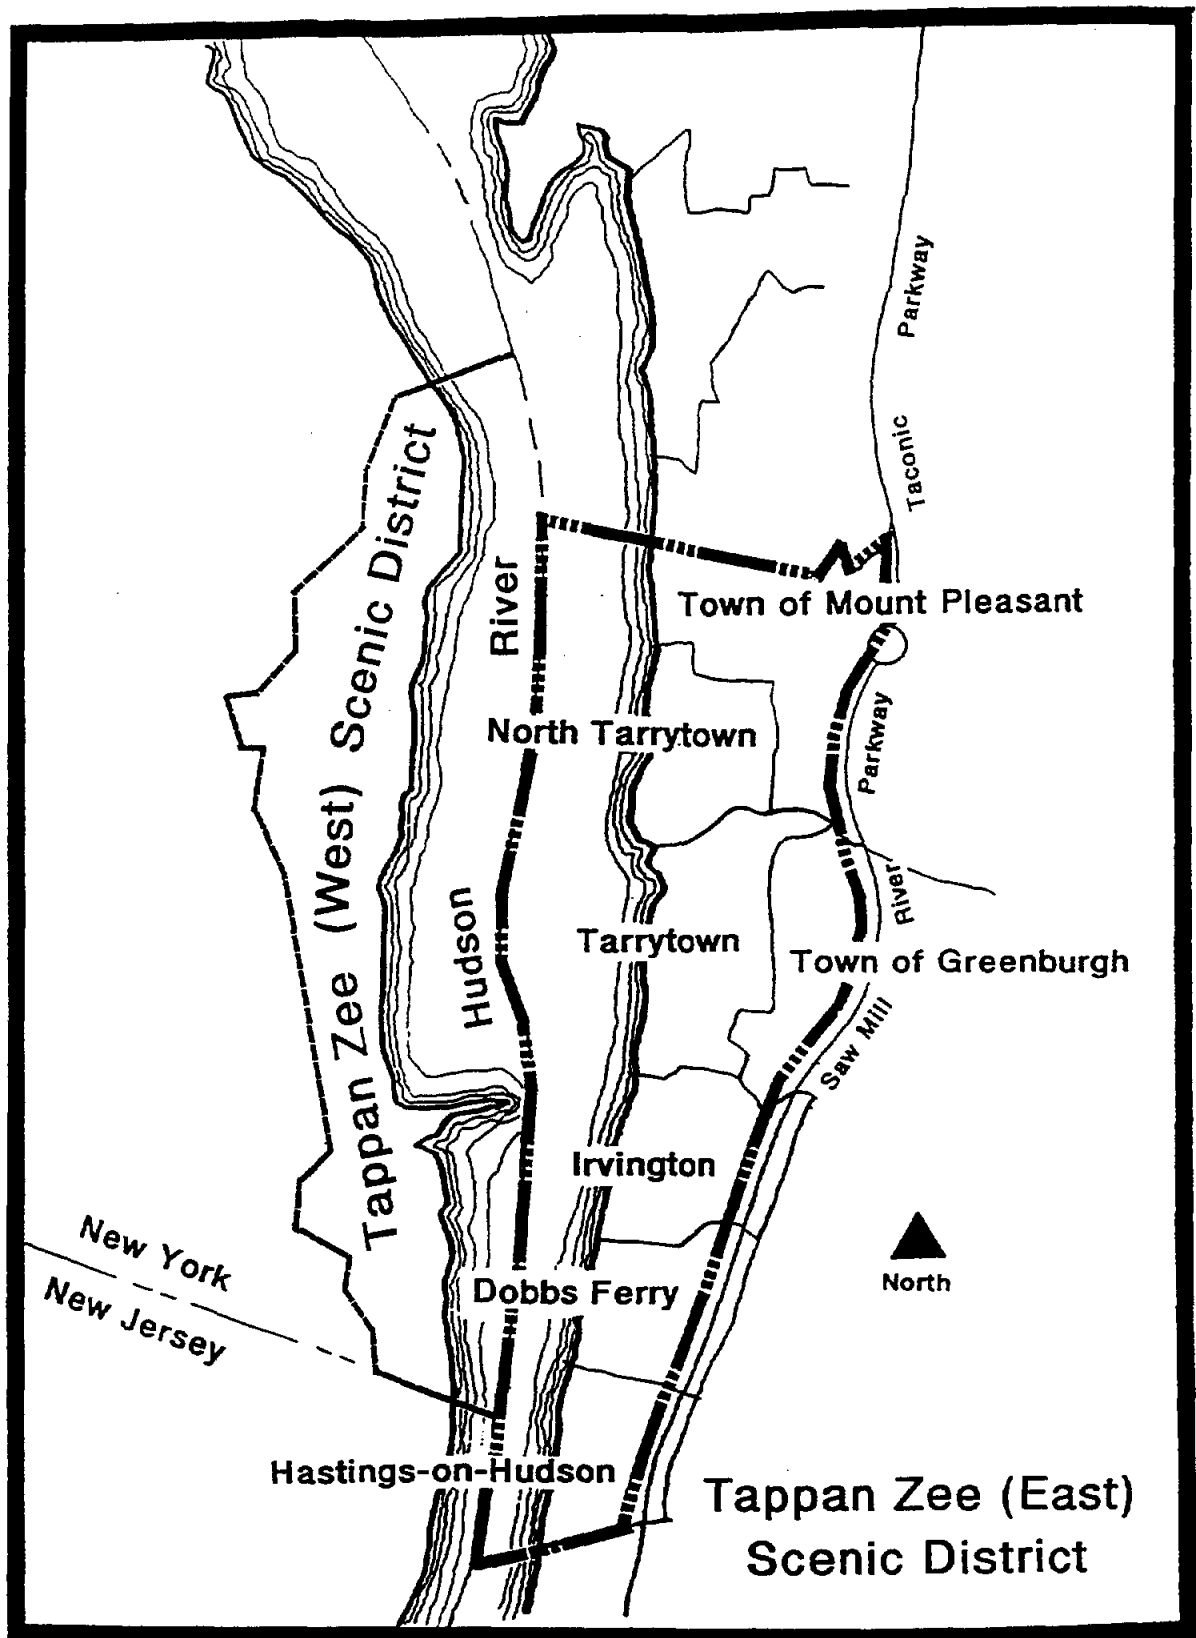 Parkway
Taconic
Tappan Zee (West) Scenic District
Hudson River
Town of Mount Pleasant
North Tarrytown
Parkway
River
Tarrytown
Town of Greenburgh
Saw Mill
Irvington
New York
New Jersey
North
Dobbs Ferry
Hastings-on-Hudson
Tappan Zee (East)
Scenic District